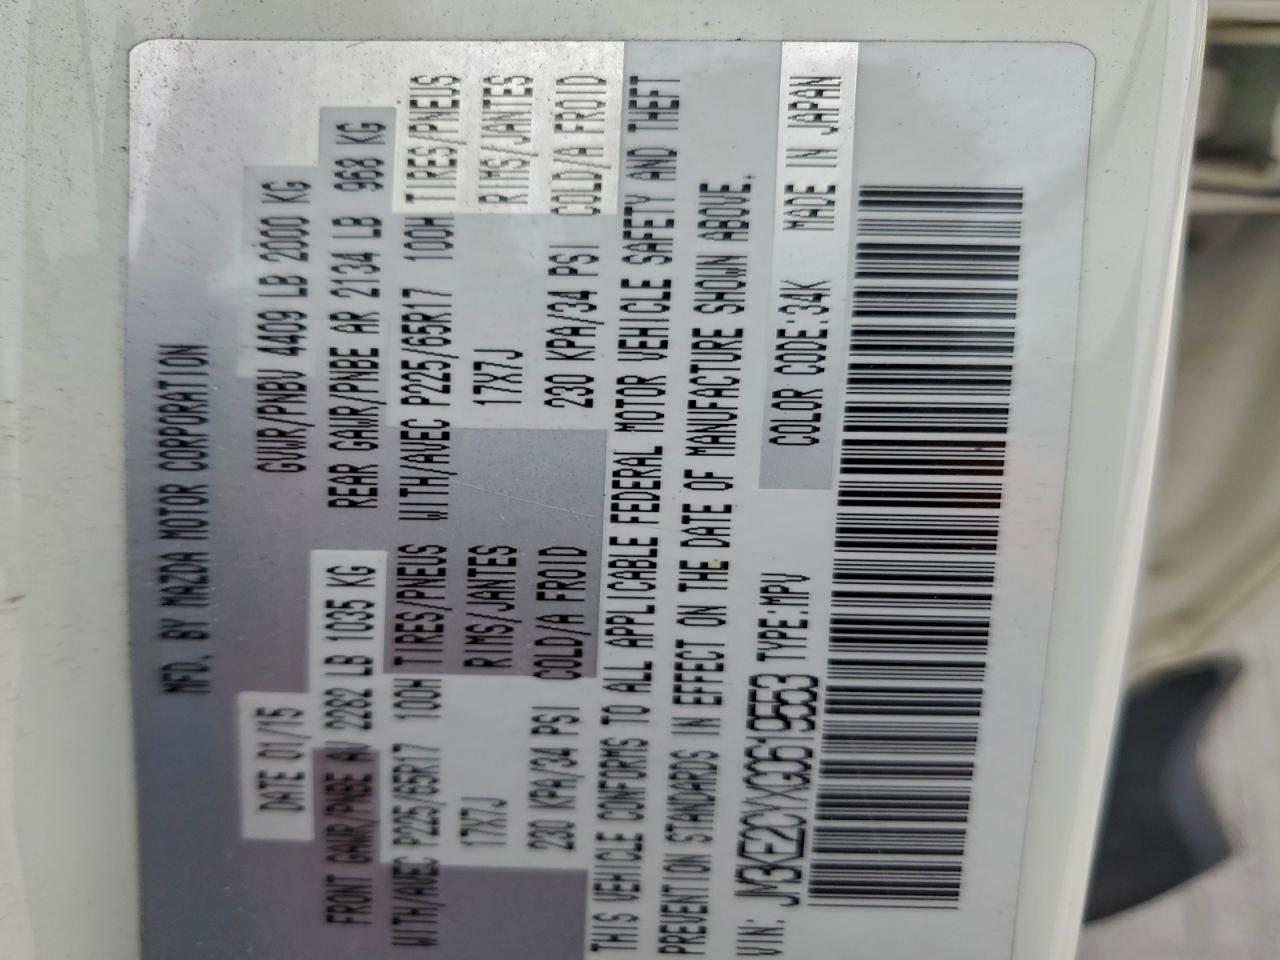 MFD. BY MAZDA MOTOR CORPORATION
DATE 01/15 GVWR/PNBV 4409 LB 2000 KG
FRONT GAWR/PNBE AV 2282 LB 1035 KG REAR GAWR/PNBE AR 2134 LB 968 KG
WITH/AVEC P225/65R17 100H TIRES/PNEUS WITH/AVEC P225/65R17 100H TIRES/PNEUS
17X7J RIMS/JANTES 17X7J RIMS/JANTES
230 KPA/34 PSI COLD/A FROID 230 KPA/34 PSI COLD/A FROID
THIS VEHICLE CONFORMS TO ALL APPLICABLE FEDERAL MOTOR VEHICLE SAFETY AND THEFT
PREVENTION STANDARDS IN EFFECT ON THE DATE OF MANUFACTURE SHOWN ABOVE.
VIN: JM3KE2CYXG0619553 TYPE:MPV COLOR CODE:34K MADE IN JAPAN